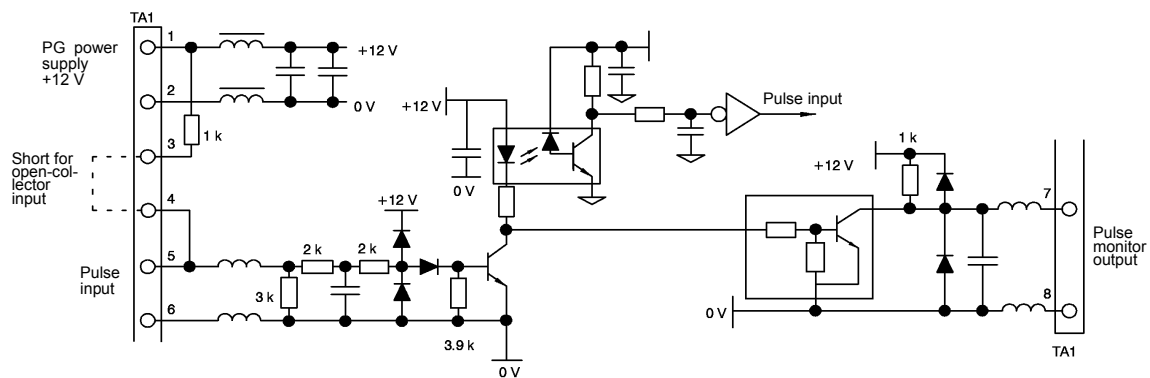 TA1
PG power
supply
+12 V
1
+12 V
2
0 V
1 k
3
Short for
open-col-
lector
input
4
Pulse
input
5
6
3 k
2 k
2 k
+12 V
3.9 k
0 V
+12 V
0 V
Pulse input
+12 V
1 k
0 V
7
8
Pulse
monitor
output
TA1